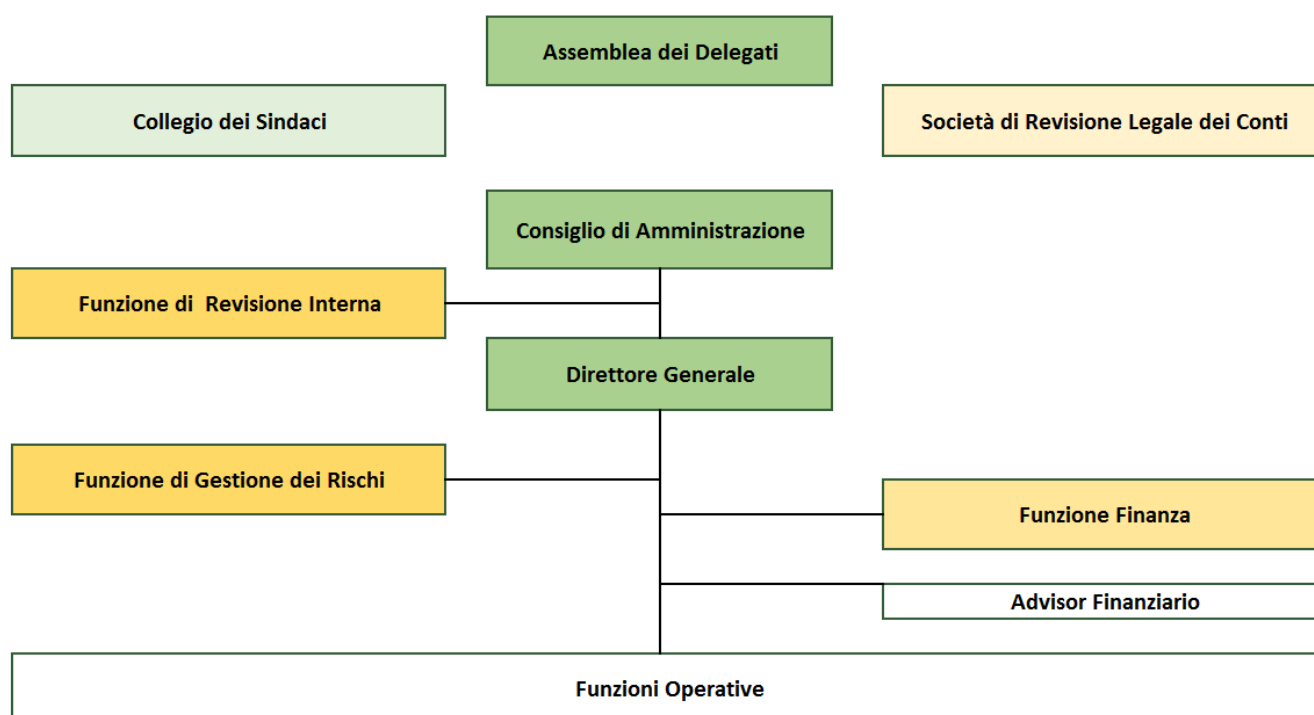 Assemblea dei Delegati
Collegio dei Sindaci
Società di Revisione Legale dei Conti
Consiglio di Amministrazione
Funzione di  Revisione Interna
Direttore Generale
Funzione di Gestione dei Rischi
Funzione Finanza
Advisor Finanziario
Funzioni Operative